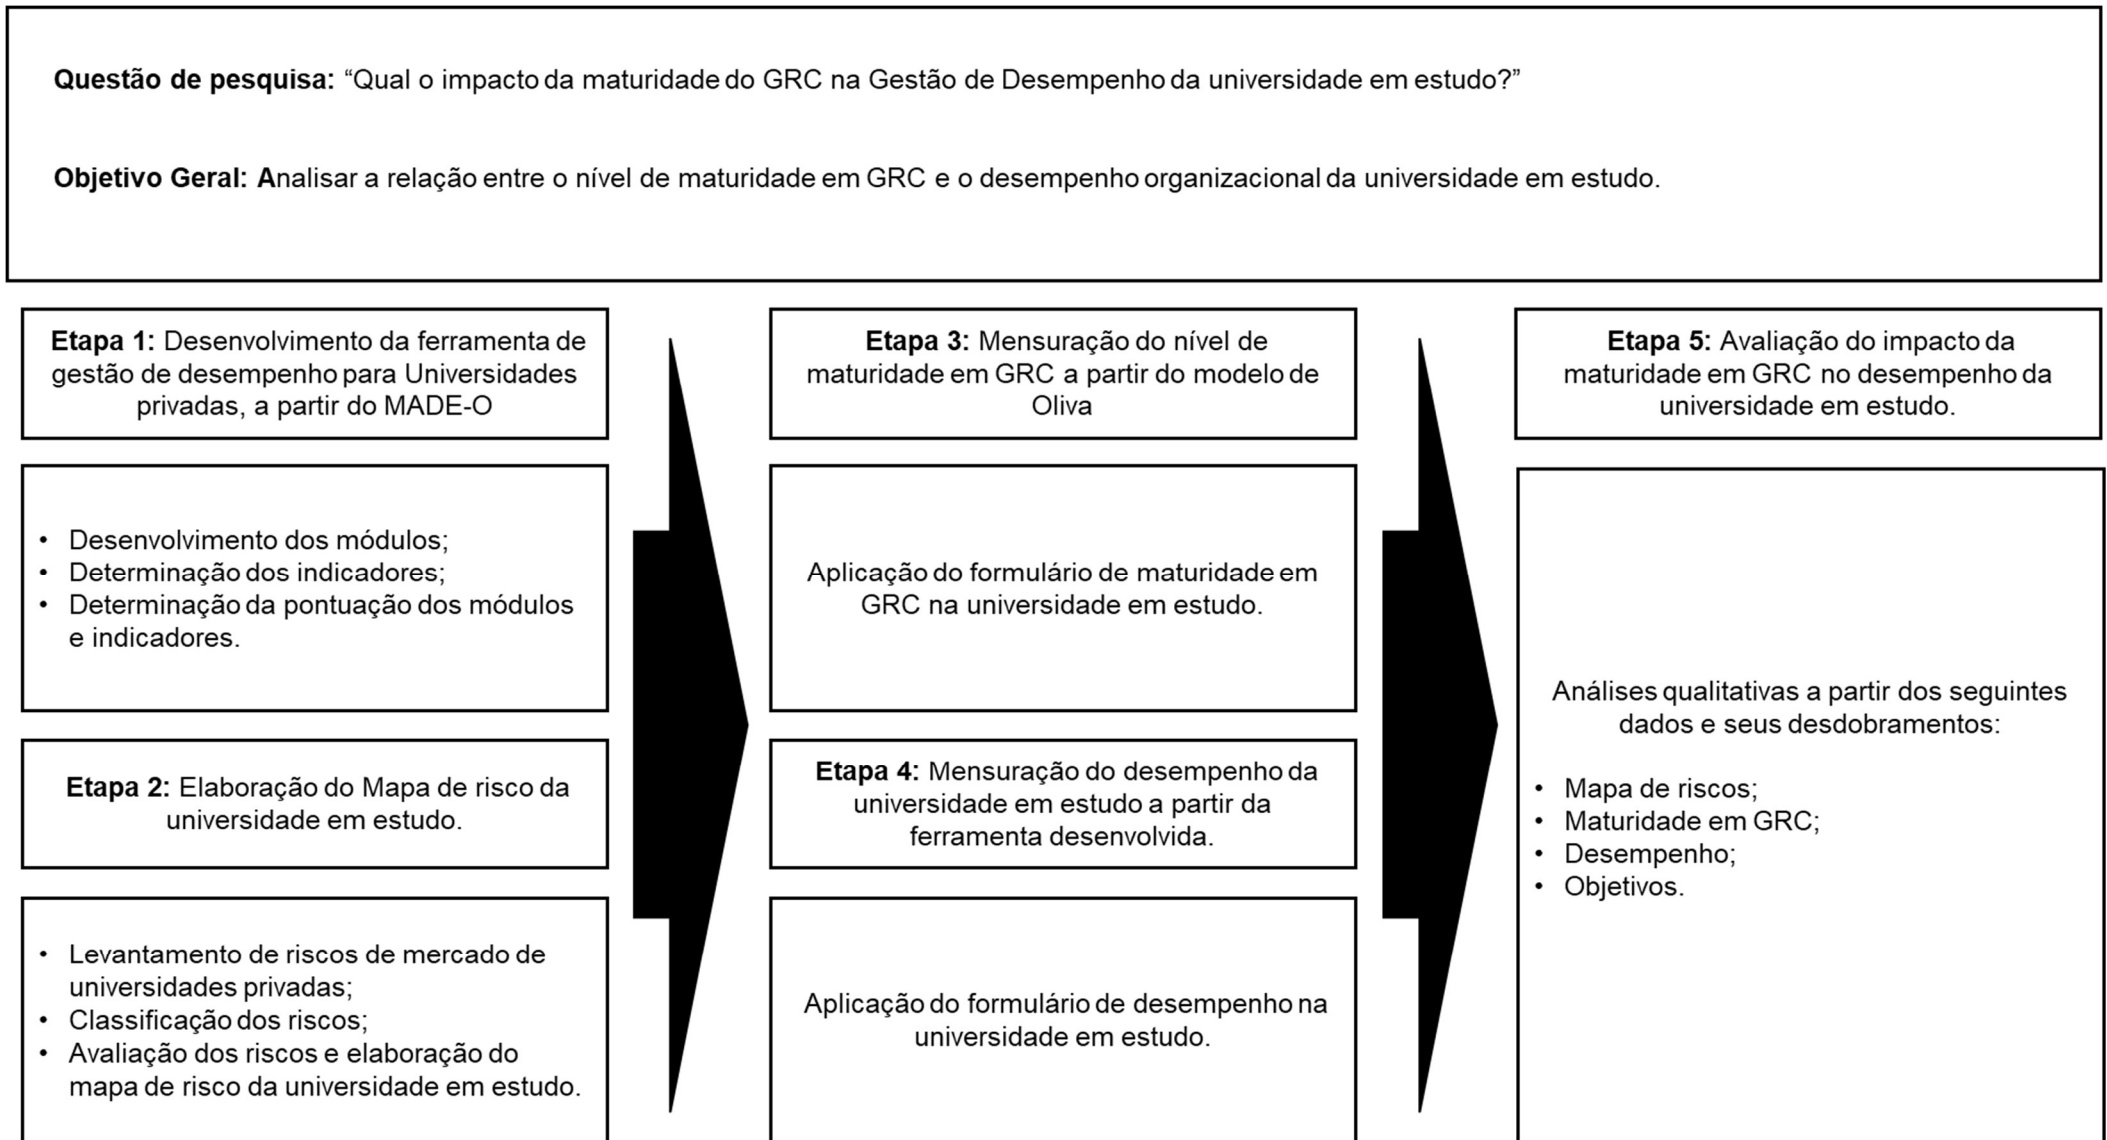 Questão de pesquisa: “Qual o impacto da maturidade do GRC na Gestão de Desempenho da universidade em estudo?”
Objetivo Geral: Analisar a relação entre o nível de maturidade em GRC e o desempenho organizacional da universidade em estudo.
Etapa 1: Desenvolvimento da ferramenta de
gestão de desempenho para Universidades
privadas, a partir do MADE-O
• Desenvolvimento dos módulos;
• Determinação dos indicadores;
• Determinação da pontuação dos módulos
e indicadores.
Etapa 2: Elaboração do Mapa de risco da
universidade em estudo.
• Levantamento de riscos de mercado de
universidades privadas;
• Classificação dos riscos;
• Avaliação dos riscos e elaboração do
mapa de risco da universidade em estudo.
Etapa 3: Mensuração do nível de
maturidade em GRC a partir do modelo de
Oliva
Aplicação do formulário de maturidade em
GRC na universidade em estudo.
Etapa 4: Mensuração do desempenho da
universidade em estudo a partir da
ferramenta desenvolvida.
Aplicação do formulário de desempenho na
universidade em estudo.
Etapa 5: Avaliação do impacto da
maturidade em GRC no desempenho da
universidade em estudo.
Análises qualitativas a partir dos seguintes
dados e seus desdobramentos:
• Mapa de riscos;
• Maturidade em GRC;
• Desempenho;
• Objetivos.